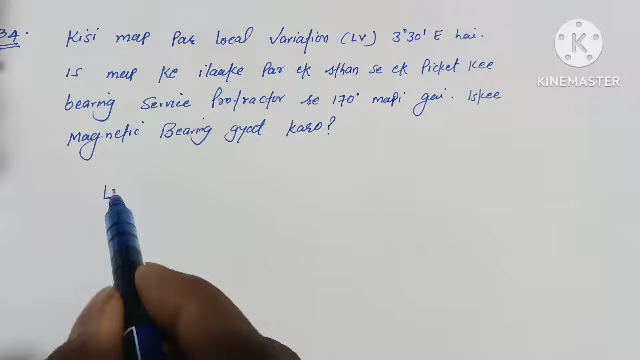 34.
Kisi map par Local Variation (LV) 3°30' E hai.
K
KINEMASTER
Is map ke ilaake par ek sthan se ek Picket kee
bearing Service Protractor se 170° mapi gai. Iskee
Magnetic Bearing gyat karo?
L